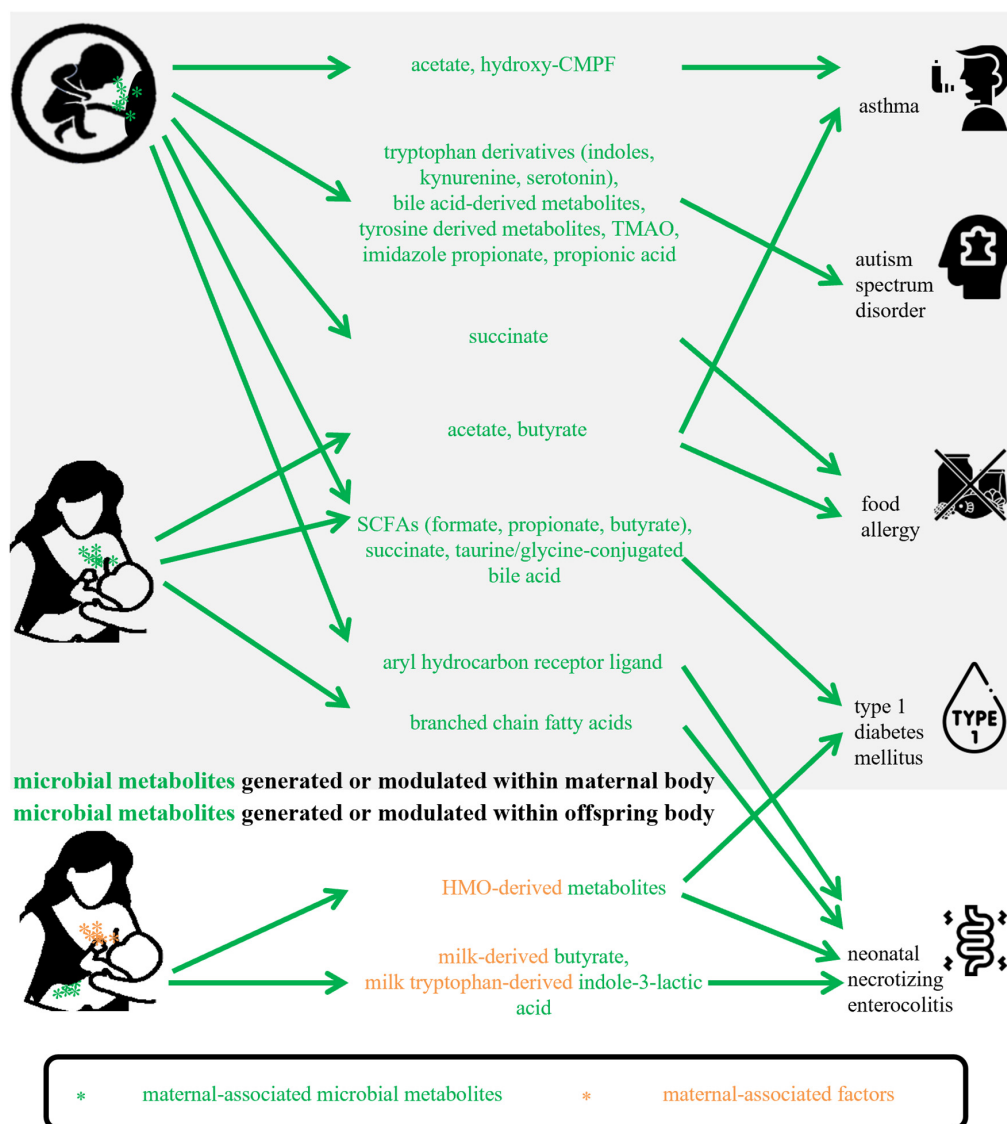 acetate, hydroxy-CMPF
asthma
tryptophan derivatives (indoles,
kynurenine, serotonin),
bile acid-derived metabolites,
tyrosine derived metabolites, TMAO,
imidazole propionate, propionic acid
autism
spectrum
disorder
succinate
acetate, butyrate
food
allergy
SCFAs (formate, propionate, butyrate),
succinate, taurine/glycine-conjugated
bile acid
aryl hydrocarbon receptor ligand
branched chain fatty acids
type 1
diabetes
mellitus
TYPE
1
microbial metabolites generated or modulated within maternal body
microbial metabolites generated or modulated within offspring body
HMO-derived metabolites
milk-derived butyrate,
milk tryptophan-derived indole-3-lactic
acid
neonatal
necrotizing
enterocolitis
* maternal-associated microbial metabolites
* maternal-associated factors